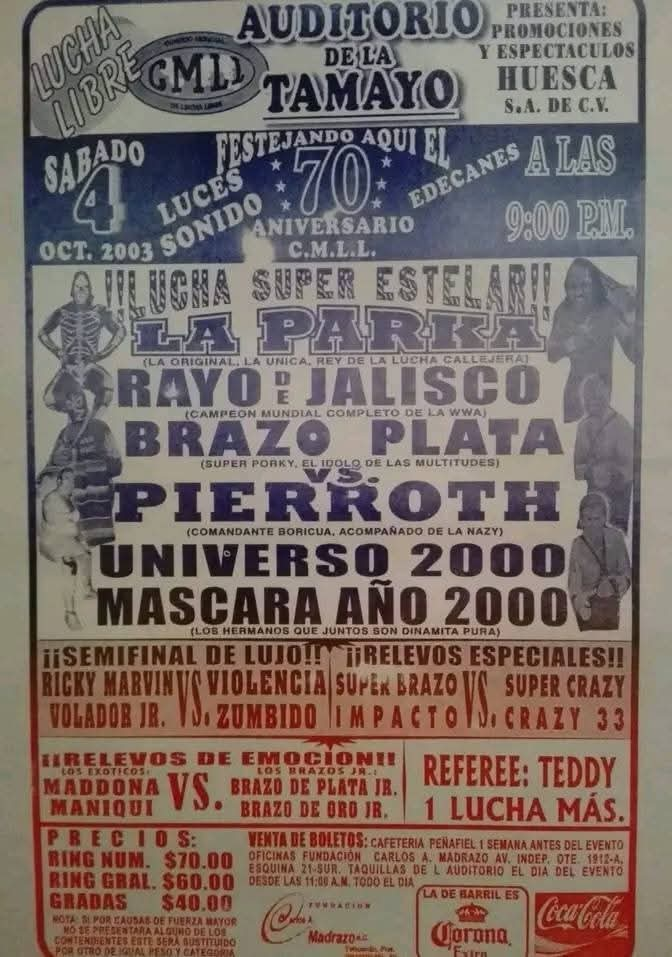 LUCHA LIBRE
CONSEJO MUNDIAL
CMLL
DE LUCHA LIBRE
AUDITORIO
DE LA
TAMAYO
PRESENTA:
PROMOCIONES
Y ESPECTACULOS
HUESCA
S.A. DE C.V.
SABADO
4
OCT. 2003
LUCES
SONIDO
FESTEJANDO AQUI EL
70
ANIVERSARIO
C.M.L.L.
EDECANES
A LAS
9:00 P.M.
¡¡LUCHA SUPER ESTELAR!!
LA PARKA
(LA ORIGINAL, LA UNICA, REY DE LA LUCHA CALLEJERA)
RAYO DE JALISCO
(CAMPEON MUNDIAL COMPLETO DE LA WWA)
BRAZO PLATA
(SUPER PORKY, EL IDOLO DE LAS MULTITUDES)
VS.
PIERROTH
(COMANDANTE BORICUA, ACOMPAÑADO DE LA NAZY)
UNIVERSO 2000
MASCARA AÑO 2000
(LOS HERMANOS QUE JUNTOS SON DINAMITA PURA)
¡¡SEMIFINAL DE LUJO!!
RICKY MARVIN VS. VIOLENCIA
VOLADOR JR. ZUMBIDO
¡¡RELEVOS ESPECIALES!!
SUPER BRAZO VS. SUPER CRAZY
IMPACTO CRAZY 33
¡¡RELEVOS DE EMOCION!!
LOS EXOTICOS: LOS BRAZOS JR.:
MADDONA VS. BRAZO DE PLATA JR.
MANIQUI BRAZO DE ORO JR.
REFEREE: TEDDY
1 LUCHA MÁS.
PRECIOS:
RING NUM. $70.00
RING GRAL. $60.00
GRADAS $40.00
NOTA: SI POR CAUSAS DE FUERZA MAYOR
NO SE PRESENTARA ALGUNO DE LOS
CONTENDIENTES ESTE SERÁ SUSTITUIDO
POR OTRO DE IGUAL PESO Y CATEGORIA
VENTA DE BOLETOS: CAFETERIA PEÑAFIEL 1 SEMANA ANTES DEL EVENTO
OFICINAS FUNDACIÓN CARLOS A. MADRAZO AV. INDEP. OTE. 1912-A,
ESQUINA 21-SUR. TAQUILLAS DE L AUDITORIO EL DIA DEL EVENTO
DESDE LAS 11:00 A.M. TODO EL DIA
FUNDACION
Carlos A.
Madrazo A.C.
LA DE BARRIL ES
Corona
Extra
Coca-Cola